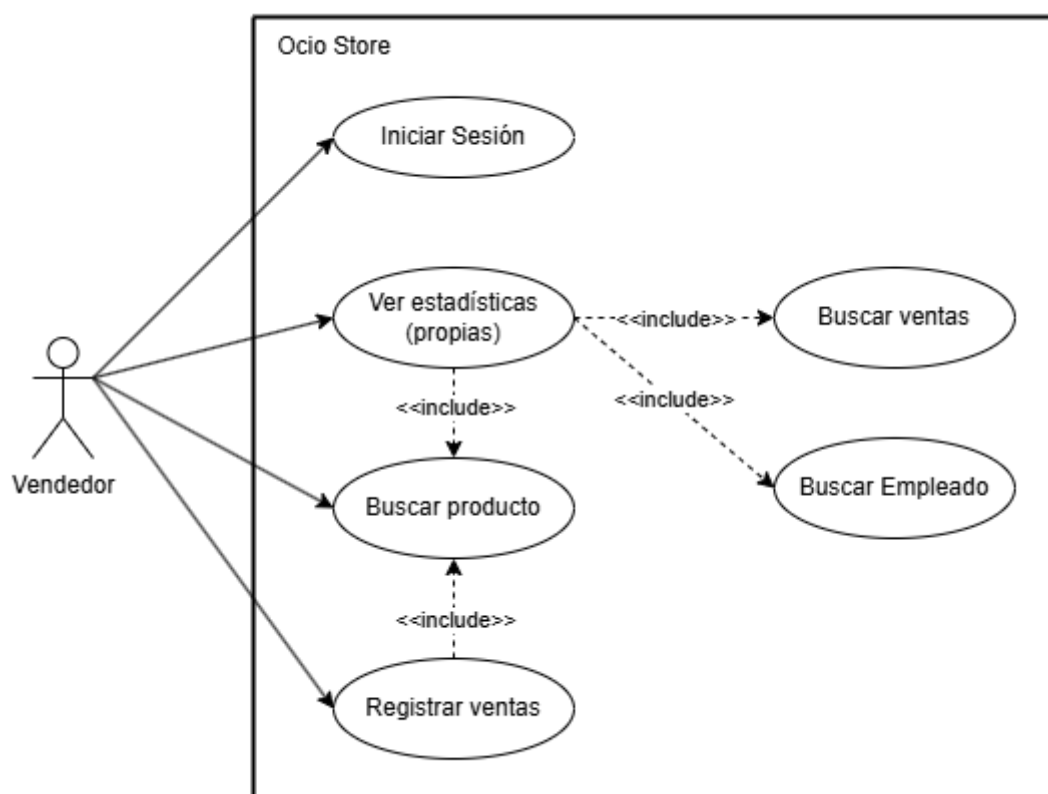 Ocio Store
Iniciar Sesión
Ver estadísticas
(propias)
<<include>>
Buscar ventas
<<include>>
<<include>>
Buscar Empleado
Vendedor
Buscar producto
<<include>>
Registrar ventas